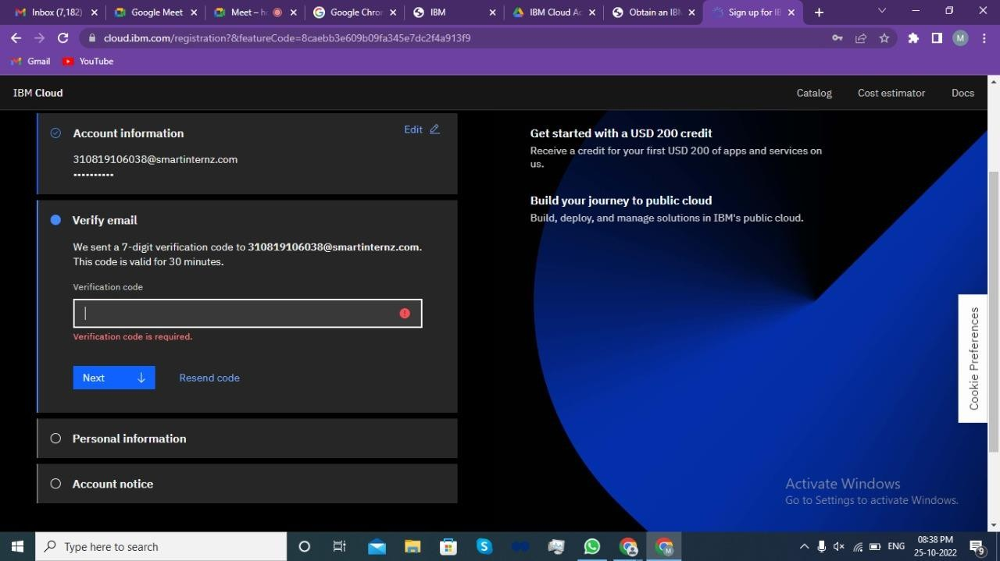 Inbox (7,182)
Google Meet
Meet – h
Google Chro
IBM
IBM Cloud Ac
Obtain an IBM
Sign up for IB
cloud.ibm.com/registration?&featureCode=8caebb3e609b09fa345e7dc2f4a913f9
M
Gmail
YouTube
IBM Cloud
Catalog
Cost estimator
Docs
Account information
Edit
310819106038@smartinternz.com
••••••••••
Verify email
We sent a 7-digit verification code to 310819106038@smartinternz.com.
This code is valid for 30 minutes.
Verification code
Verification code is required.
Next
Resend code
Personal information
Account notice
Get started with a USD 200 credit
Receive a credit for your first USD 200 of apps and services on
us.
Build your journey to public cloud
Build, deploy, and manage solutions in IBM's public cloud.
Cookie Preferences
Activate Windows
Go to Settings to activate Windows.
Type here to search
ENG
08:38 PM
25-10-2022
9